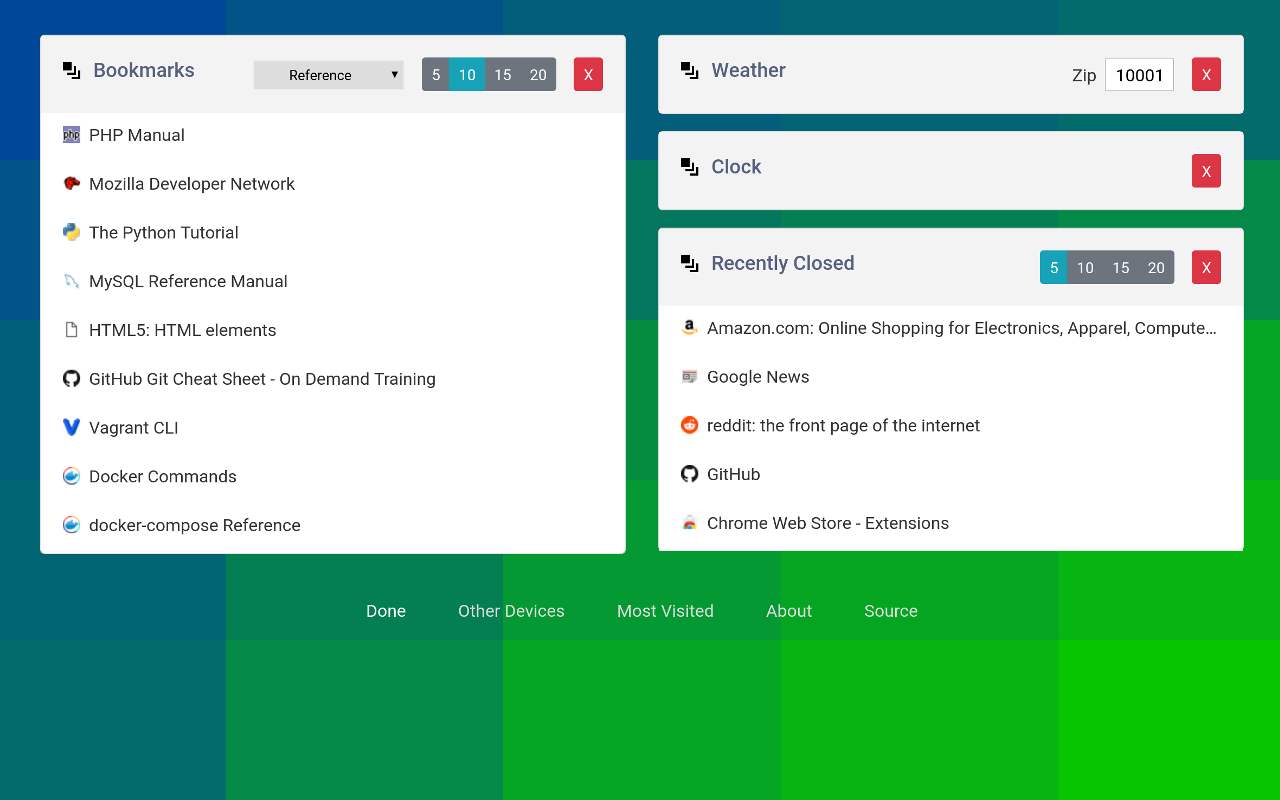 Bookmarks Reference 5 10 15 20 X
php PHP Manual
Mozilla Developer Network
The Python Tutorial
MySQL Reference Manual
HTML5: HTML elements
GitHub Git Cheat Sheet - On Demand Training
Vagrant CLI
Docker Commands
docker-compose Reference
Weather Zip 10001 X
Clock X
Recently Closed 5 10 15 20 X
a Amazon.com: Online Shopping for Electronics, Apparel, Compute...
Google News
reddit: the front page of the internet
GitHub
Chrome Web Store - Extensions
Done Other Devices Most Visited About Source